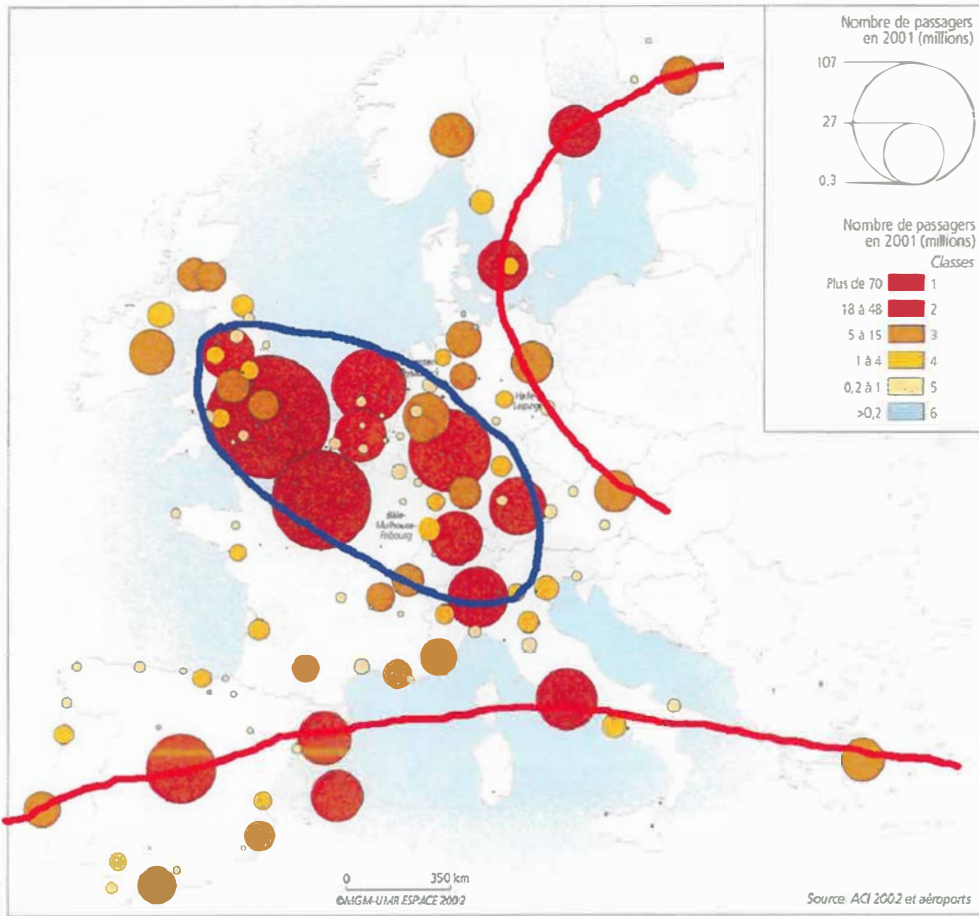 Nombre de passagers
en 2001 (millions)
107
27
0,3
Nombre de passagers
en 2001 (millions)
Classes
Plus de 70 1
18 à 48 2
5 à 15 3
1 à 4 4
0,2 à 1 5
>0,2 6
Halle-
Leipzig
Bâle-
Mulhouse-
Fribourg
0 350 km
©MGM-UMR ESPACE 2002
Source ACI 2002 et aéroports